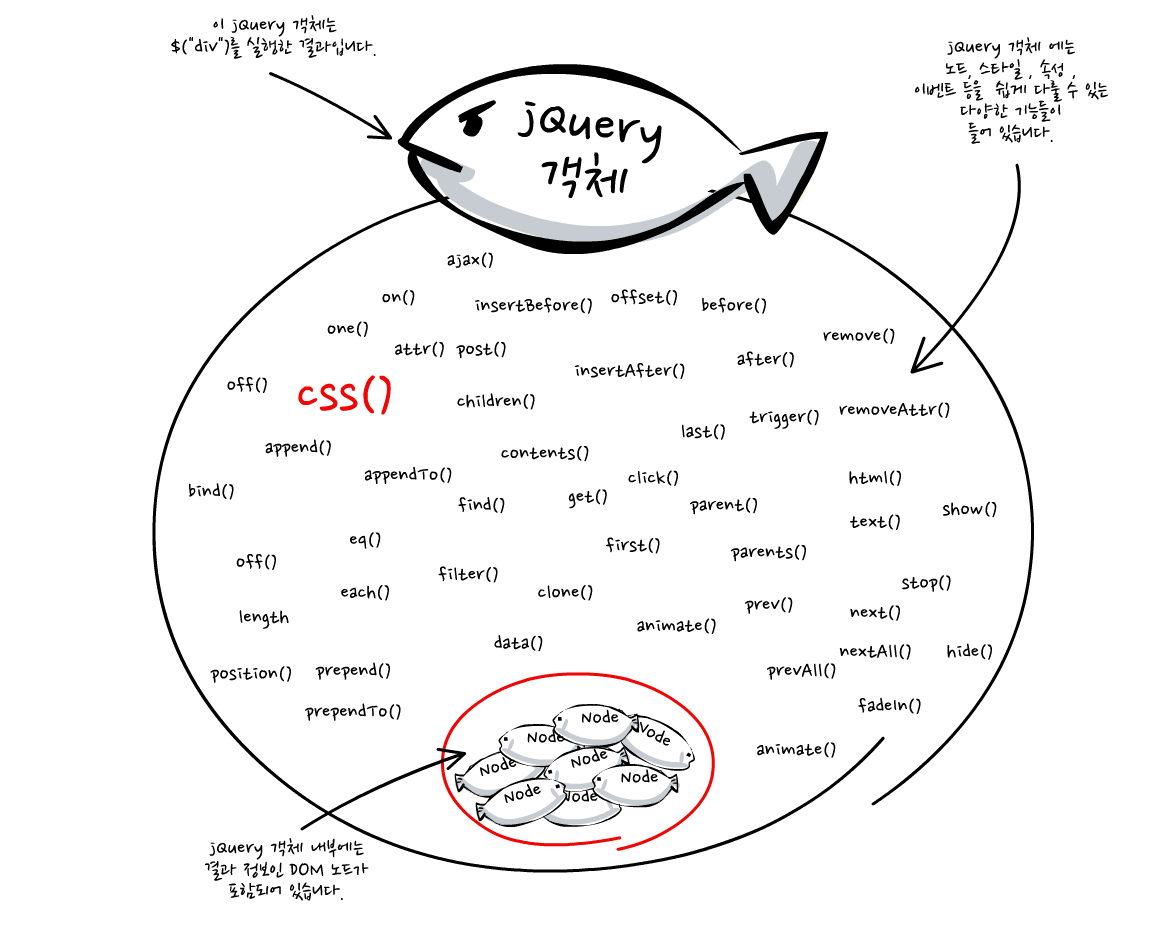 이 jQuery 객체는
$("div")를 실행한 결과입니다.
jQuery 객체 에는
노드, 스타일, 속성,
이벤트 등을 쉽게 다룰 수 있는
다양한 기능들이
들어 있습니다.
jQuery
객체
ajax()
on()
insertBefore()
offset()
before()
one()
attr()
post()
remove()
insertAfter()
after()
off()
css()
children()
last()
trigger()
removeAttr()
append()
contents()
appendTo()
click()
html()
bind()
find()
get()
parent()
text()
show()
eq()
first()
parents()
off()
filter()
each()
clone()
stop()
prev()
next()
length
data()
animate()
nextAll()
hide()
position()
prepend()
prevAll()
prependTo()
fadeIn()
animate()
Node
Node
Node
Node
Node
Node
Node
Node
jQuery 객체 내부에는
결과 정보인 DOM 노드가
포함되어 있습니다.